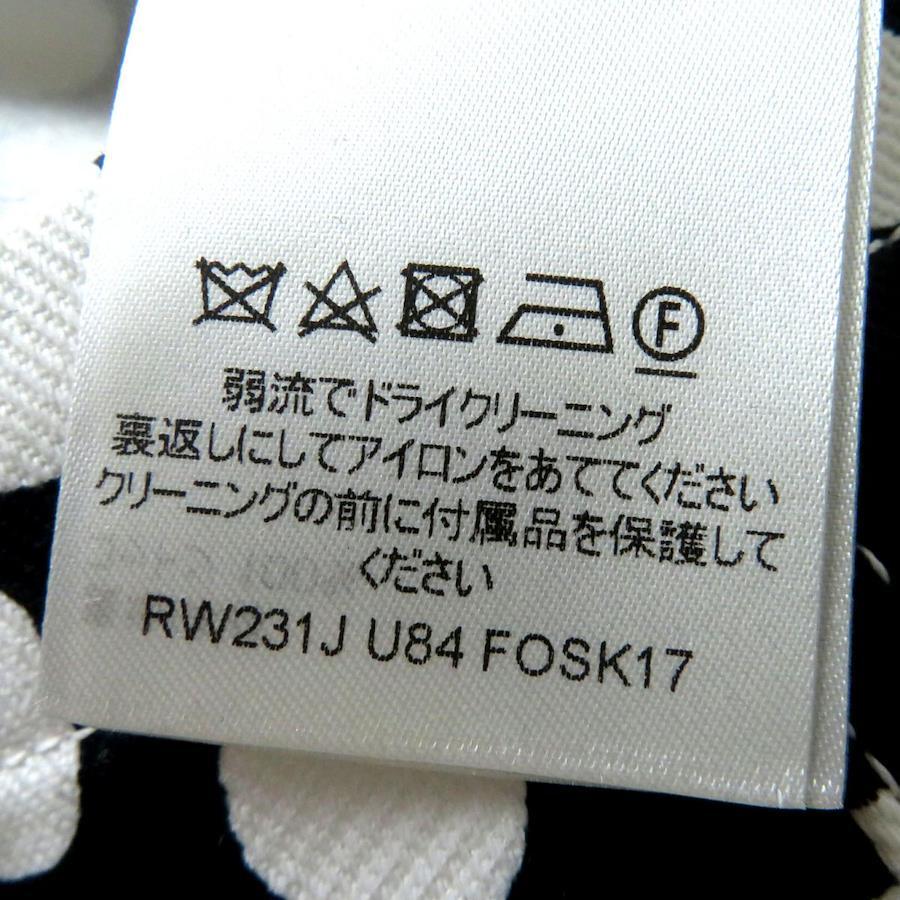 F
弱流でドライクリーニング
裏返しにしてアイロンをあててください
クリーニングの前に付属品を保護して
ください
RW231J U84 FOSK17